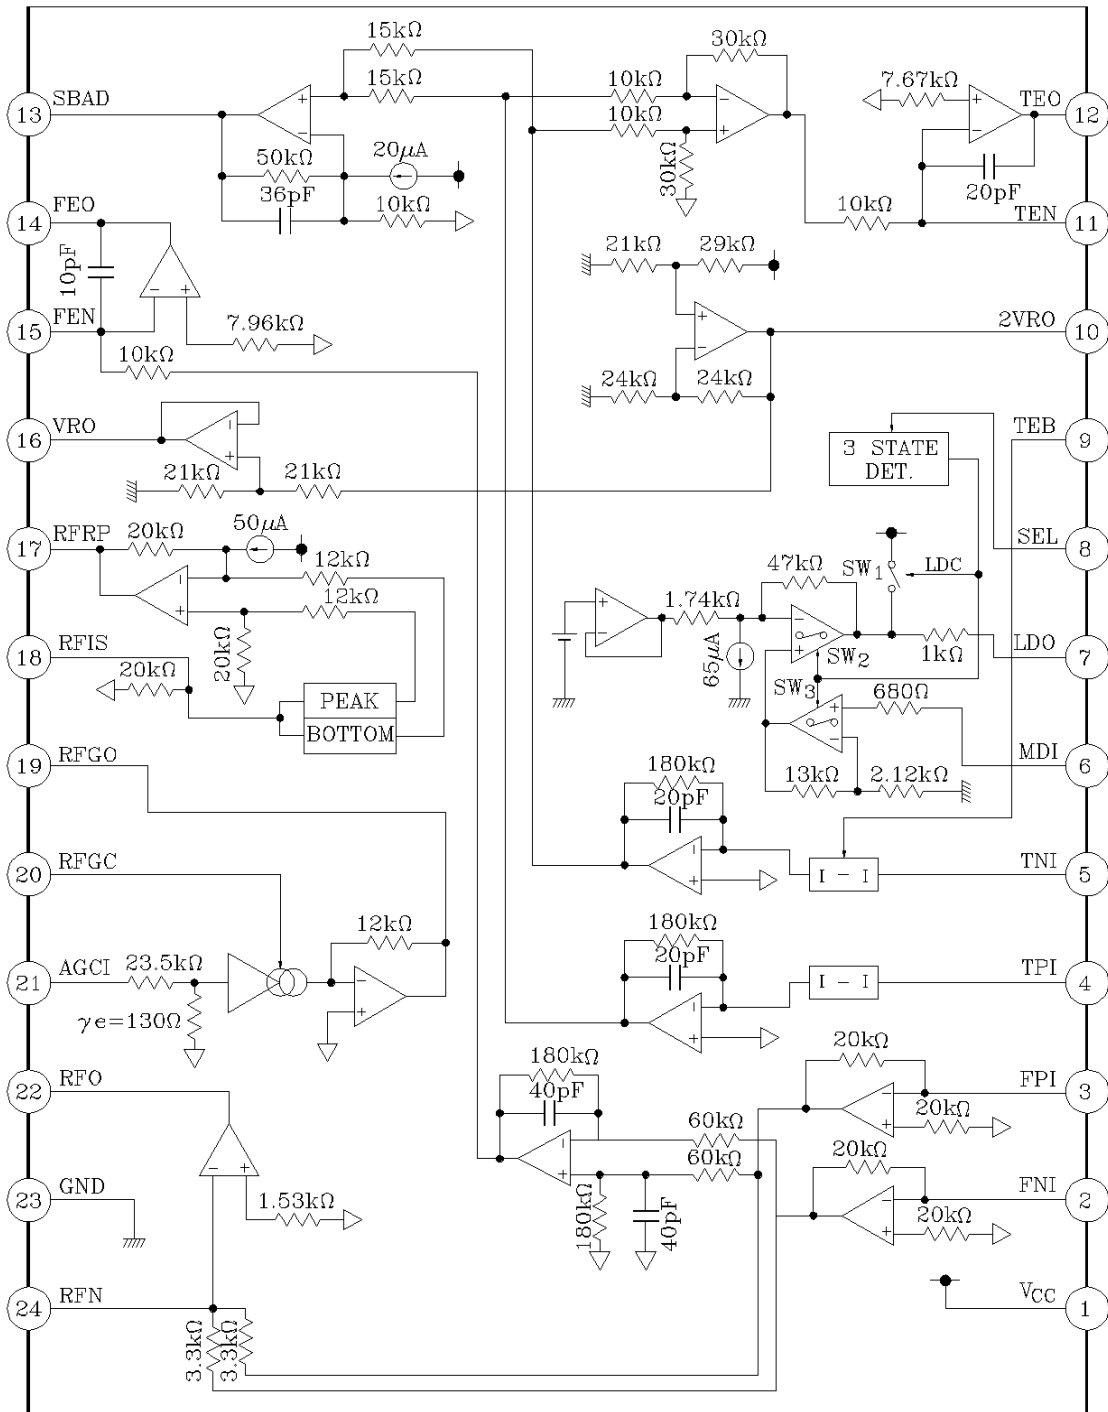 15kΩ
30kΩ
15kΩ
10kΩ
7.67kΩ
13 SBAD
+
−
−
+
+
−
TEO 12
10kΩ
50kΩ
20μA
30kΩ
36pF
20pF
14 FEO
10kΩ
10kΩ
TEN 11
10pF
21kΩ
29kΩ
− +
15 FEN
7.96kΩ
+
−
2VRO 10
10kΩ
24kΩ
24kΩ
16 VRO
−
+
3 STATE
DET.
TEB 9
21kΩ
21kΩ
17 RFRP
20kΩ
50μA
SEL 8
12kΩ
−
+
12kΩ
47kΩ
SW1
LDC
1.74kΩ
+
−
−
+
20kΩ
18 RFIS
65μA
SW2
1kΩ
LDO 7
20kΩ
SW3
PEAK
BOTTOM
680Ω
+
−
19 RFGO
MDI 6
180kΩ
13kΩ
2.12kΩ
20pF
−
+
20 RFGC
I − I
TNI 5
12kΩ
180kΩ
21 AGCI
23.5kΩ
−
+
20pF
I − I
TPI 4
γe=130Ω
−
+
180kΩ
20kΩ
22 RFO
40pF
−
+
20kΩ
FPI 3
60kΩ
− +
−
+
60kΩ
20kΩ
23 GND
1.53kΩ
180kΩ
40pF
−
+
20kΩ
FNI 2
24 RFN
VCC 1
3.3kΩ
3.3kΩ